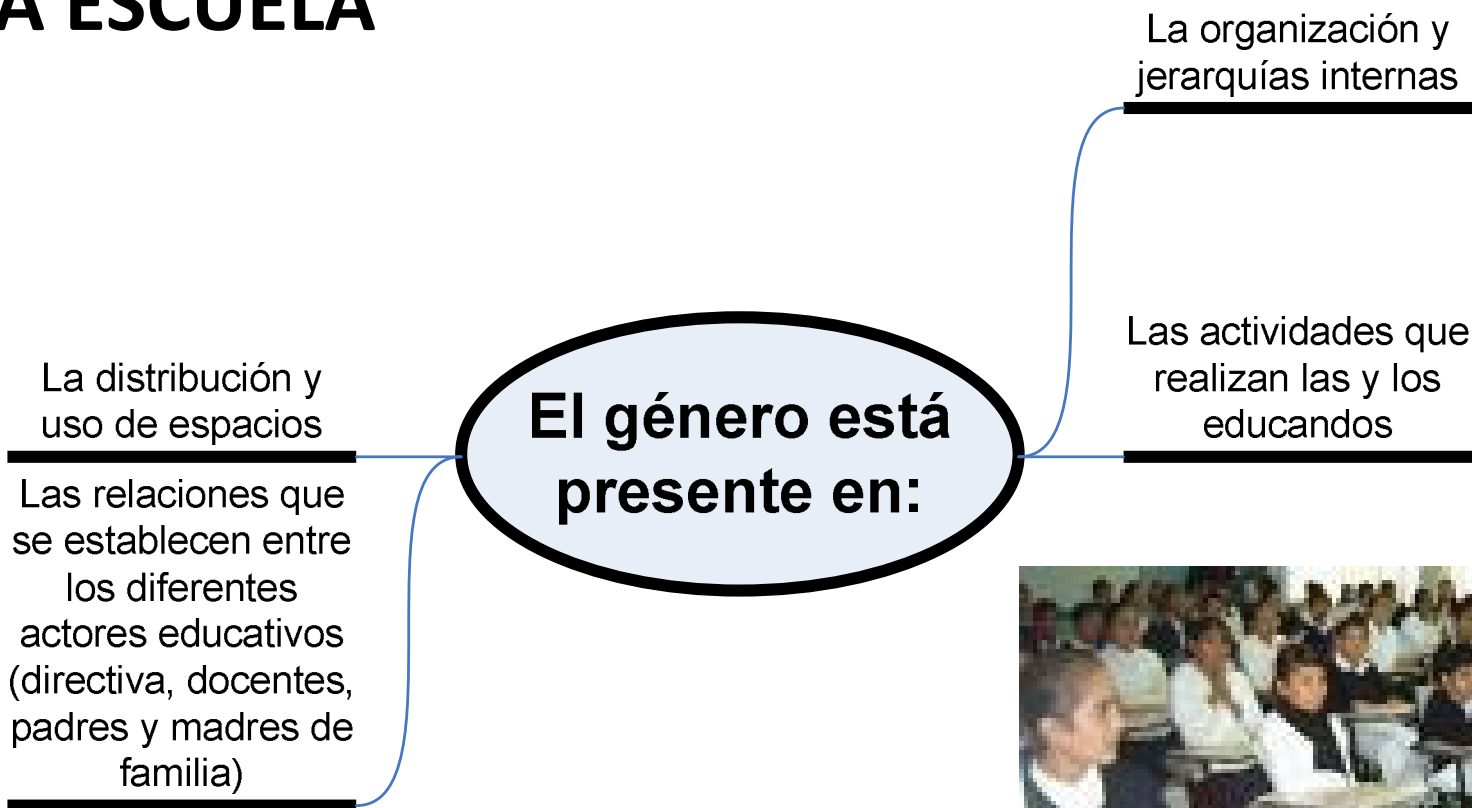 A ESCUELA
La organización y
jerarquías internas
Las actividades que
realizan las y los
educandos
El género está
presente en:
La distribución y
uso de espacios
Las relaciones que
se establecen entre
los diferentes
actores educativos
(directiva, docentes,
padres y madres de
familia)